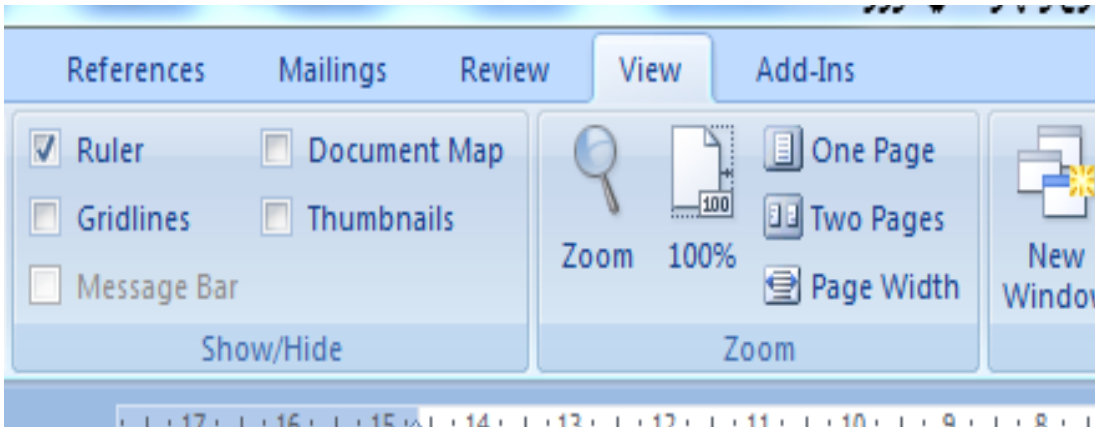 References Mailings Review View Add-Ins
Ruler Document Map One Page
Gridlines Thumbnails Two Pages
Zoom 100% New
Message Bar Page Width
Show/Hide Zoom
17 16 15 14 13 12 11 10 9 8